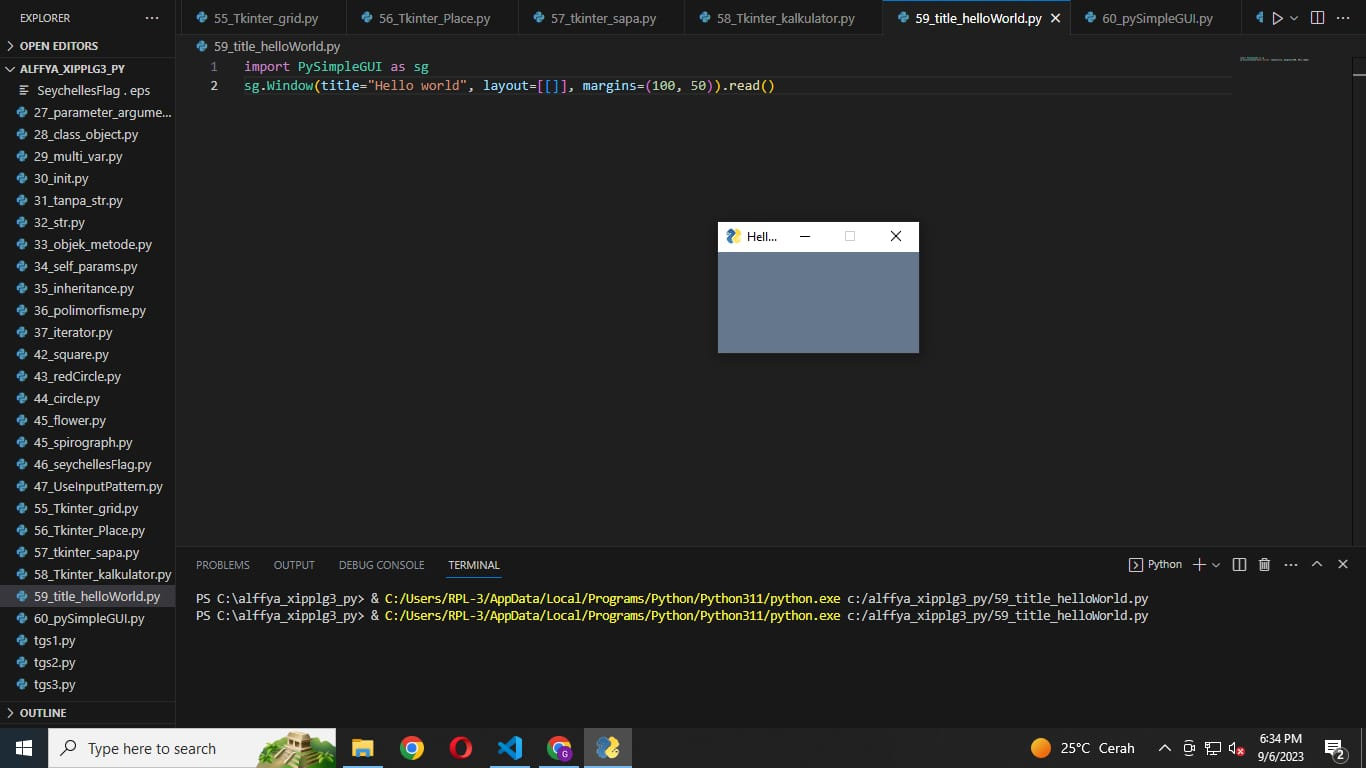 EXPLORER
55_Tkinter_grid.py
56_Tkinter_Place.py
57_tkinter_sapa.py
58_Tkinter_kalkulator.py
59_title_helloWorld.py
60_pySimpleGUI.py
OPEN EDITORS
ALFFYA_XIPPLG3_PY
SeychellesFlag . eps
27_parameter_argume...
28_class_object.py
29_multi_var.py
30_init.py
31_tanpa_str.py
32_str.py
33_objek_metode.py
34_self_params.py
35_inheritance.py
36_polimorfisme.py
37_iterator.py
42_square.py
43_redCircle.py
44_circle.py
45_flower.py
45_spirograph.py
46_seychellesFlag.py
47_UseInputPattern.py
55_Tkinter_grid.py
56_Tkinter_Place.py
57_tkinter_sapa.py
58_Tkinter_kalkulator.py
59_title_helloWorld.py
60_pySimpleGUI.py
tgs1.py
tgs2.py
tgs3.py
OUTLINE
59_title_helloWorld.py
1 import PySimpleGUI as sg
2 sg.Window(title="Hello world", layout=[[]], margins=(100, 50)).read()
Hell...
PROBLEMS OUTPUT DEBUG CONSOLE TERMINAL
Python
PS C:\alffya_xipplg3_py> & C:/Users/RPL-3/AppData/Local/Programs/Python/Python311/python.exe c:/alffya_xipplg3_py/59_title_helloWorld.py
PS C:\alffya_xipplg3_py> & C:/Users/RPL-3/AppData/Local/Programs/Python/Python311/python.exe c:/alffya_xipplg3_py/59_title_helloWorld.py
Type here to search
G
25°C Cerah
6:34 PM
9/6/2023
2